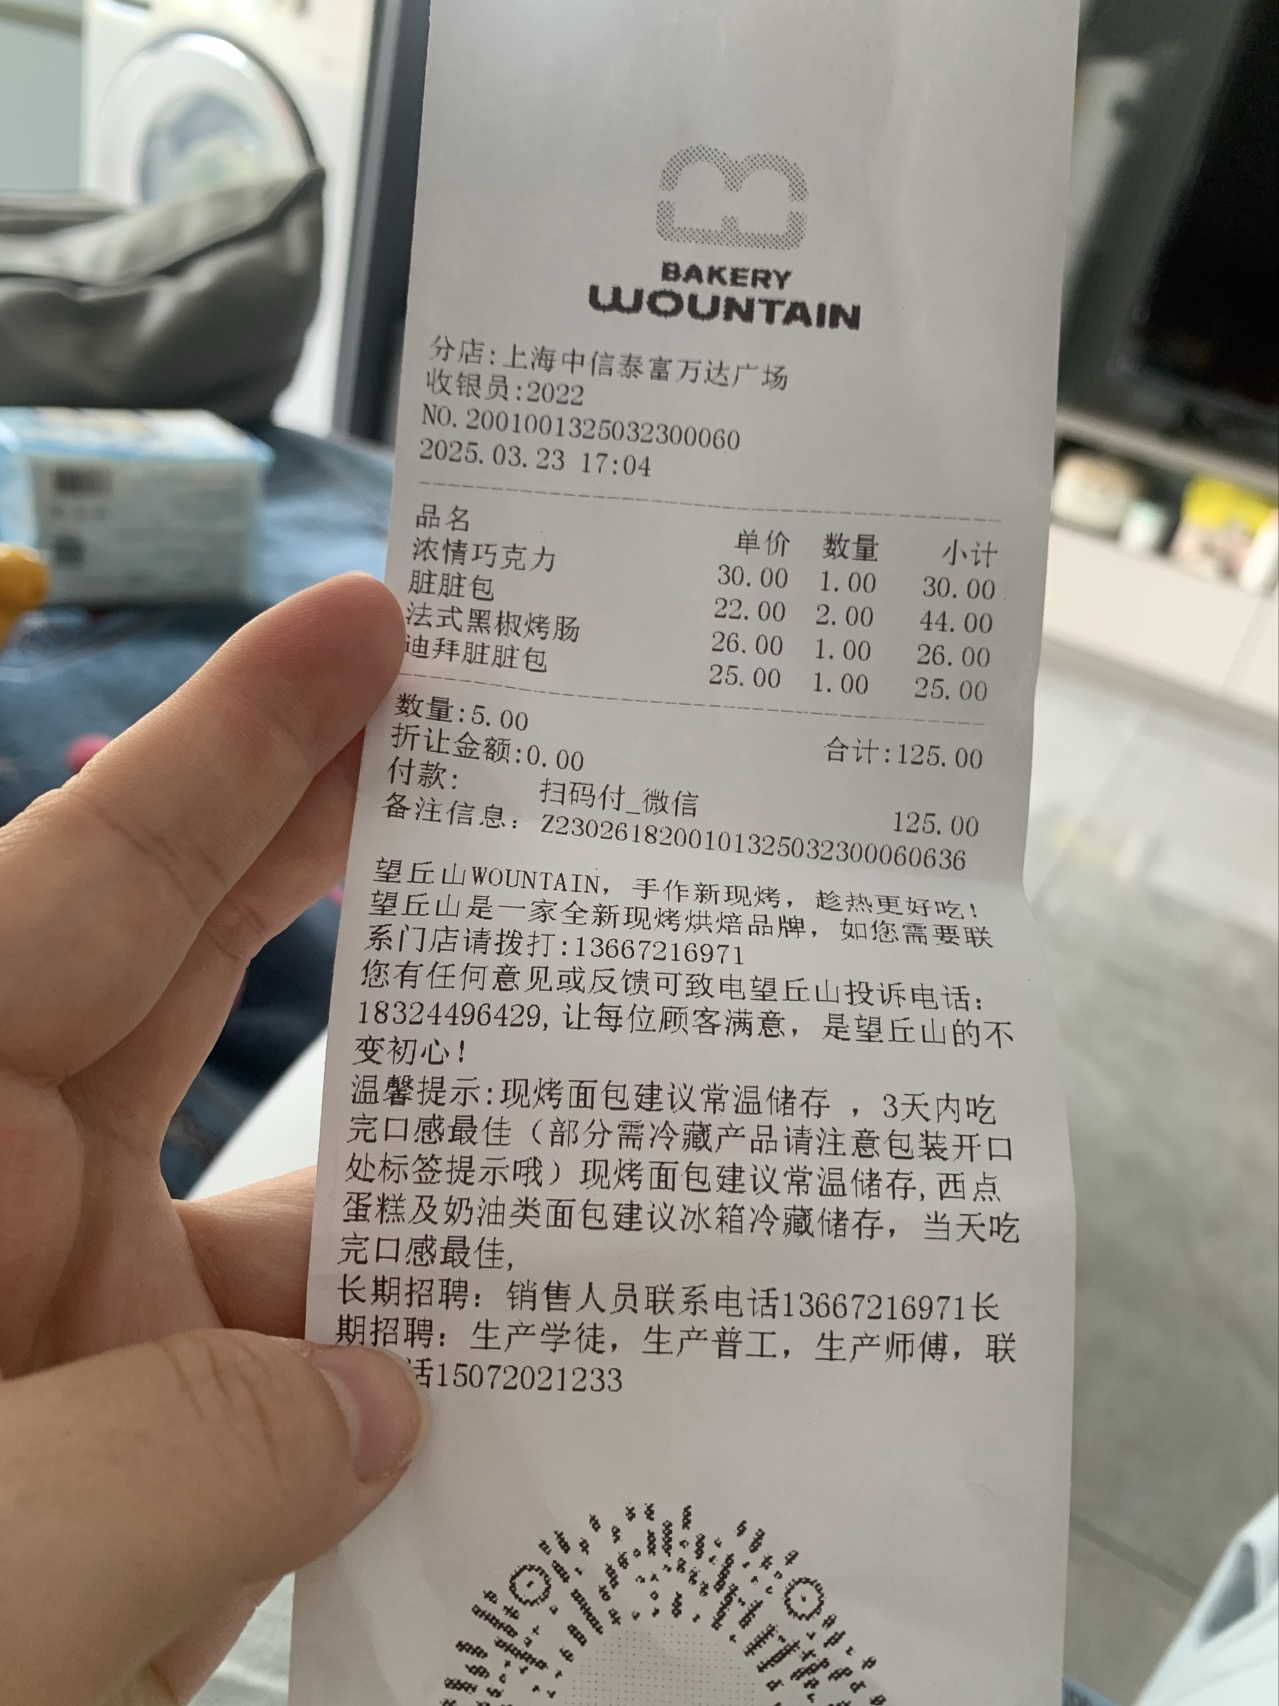 BAKERY
WOUNTAIN
分店:上海中信泰富万达广场
收银员:2022
NO.2001001325032300060
2025.03.23 17:04
品名 单价 数量 小计
浓情巧克力 30.00 1.00 30.00
脏脏包 22.00 2.00 44.00
法式黑椒烤肠 26.00 1.00 26.00
迪拜脏脏包 25.00 1.00 25.00
数量:5.00 合计:125.00
折让金额:0.00
付款: 扫码付_微信 125.00
备注信息: Z2302618200101325032300060636
望丘山WOUNTAIN, 手作新现烤, 趁热更好吃!
望丘山是一家全新现烤烘焙品牌, 如您需要联
系门店请拨打:13667216971
您有任何意见或反馈可致电望丘山投诉电话:
18324496429,让每位顾客满意, 是望丘山的不
变初心!
温馨提示:现烤面包建议常温储存 , 3天内吃
完口感最佳（部分需冷藏产品请注意包装开口
处标签提示哦）现烤面包建议常温储存,西点
蛋糕及奶油类面包建议冰箱冷藏储存, 当天吃
完口感最佳,
长期招聘: 销售人员联系电话13667216971长
期招聘: 生产学徒, 生产普工, 生产师傅, 联
话15072021233